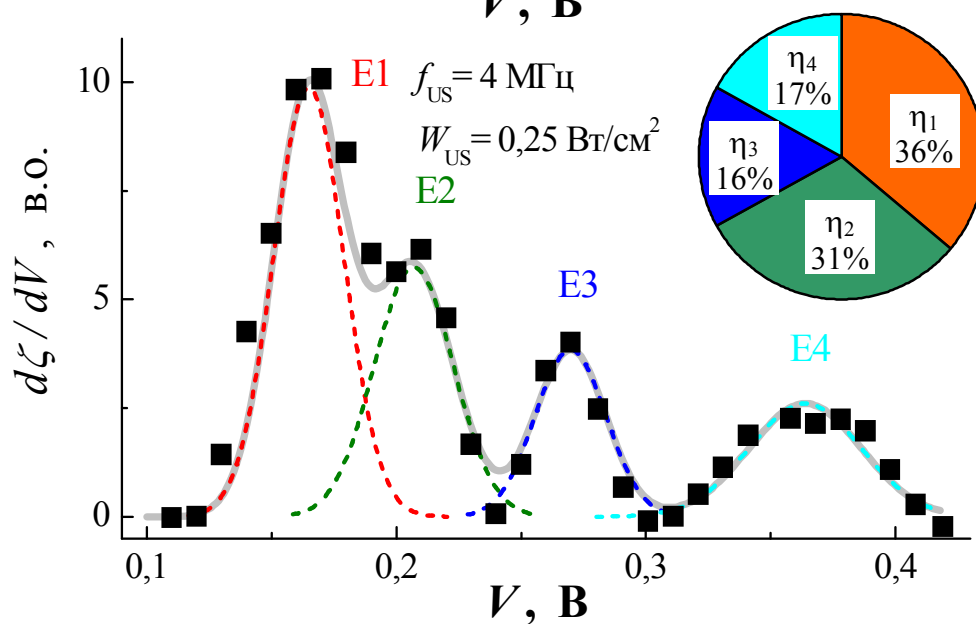 V, В
E1
f_US = 4 МГц
W_US = 0,25 Вт/см²
E2
E3
E4
η₁
36%
η₂
31%
η₃
16%
η₄
17%
dζ / dV , в.о.
10
5
0
0,1 0,2 0,3 0,4
V, В